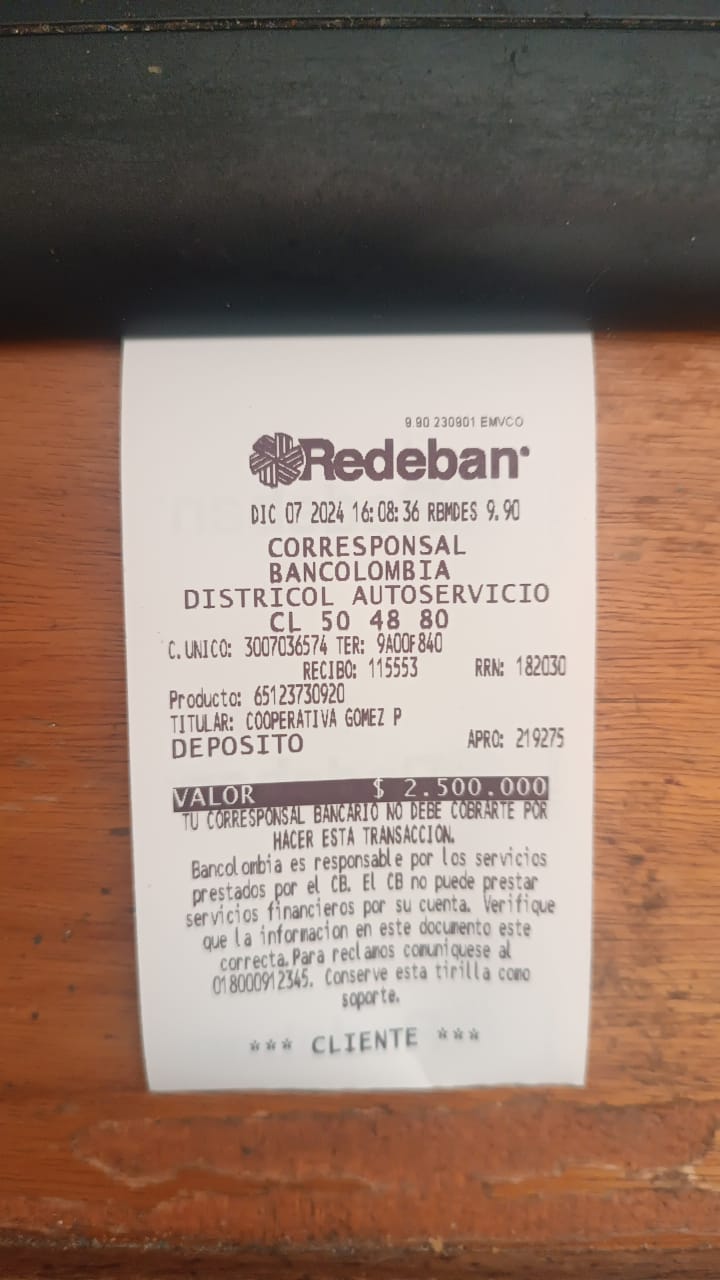 9.90 230901 EMVCO
Redeban
DIC 07 2024 16:08:36 RBMDES 9.90
CORRESPONSAL
BANCOLOMBIA
DISTRICOL AUTOSERVICIO
CL 50 48 80
C. UNICO: 3007036574 TER: 9A00F840
RECIBO: 115553 RRN: 182030
Producto: 65123730920
TITULAR: COOPERATIVA GOMEZ P
DEPOSITO APRO: 219275
VALOR $ 2.500.000
TU CORRESPONSAL BANCARIO NO DEBE COBRARTE POR
HACER ESTA TRANSACCION.
Bancolombia es responsable por los servicios
prestados por el CB. El CB no puede prestar
servicios financieros por su cuenta. Verifique
que la informacion en este documento este
correcta.Para reclamos comuniquese al
018000912345. Conserve esta tirilla como
soporte.
*** CLIENTE ***